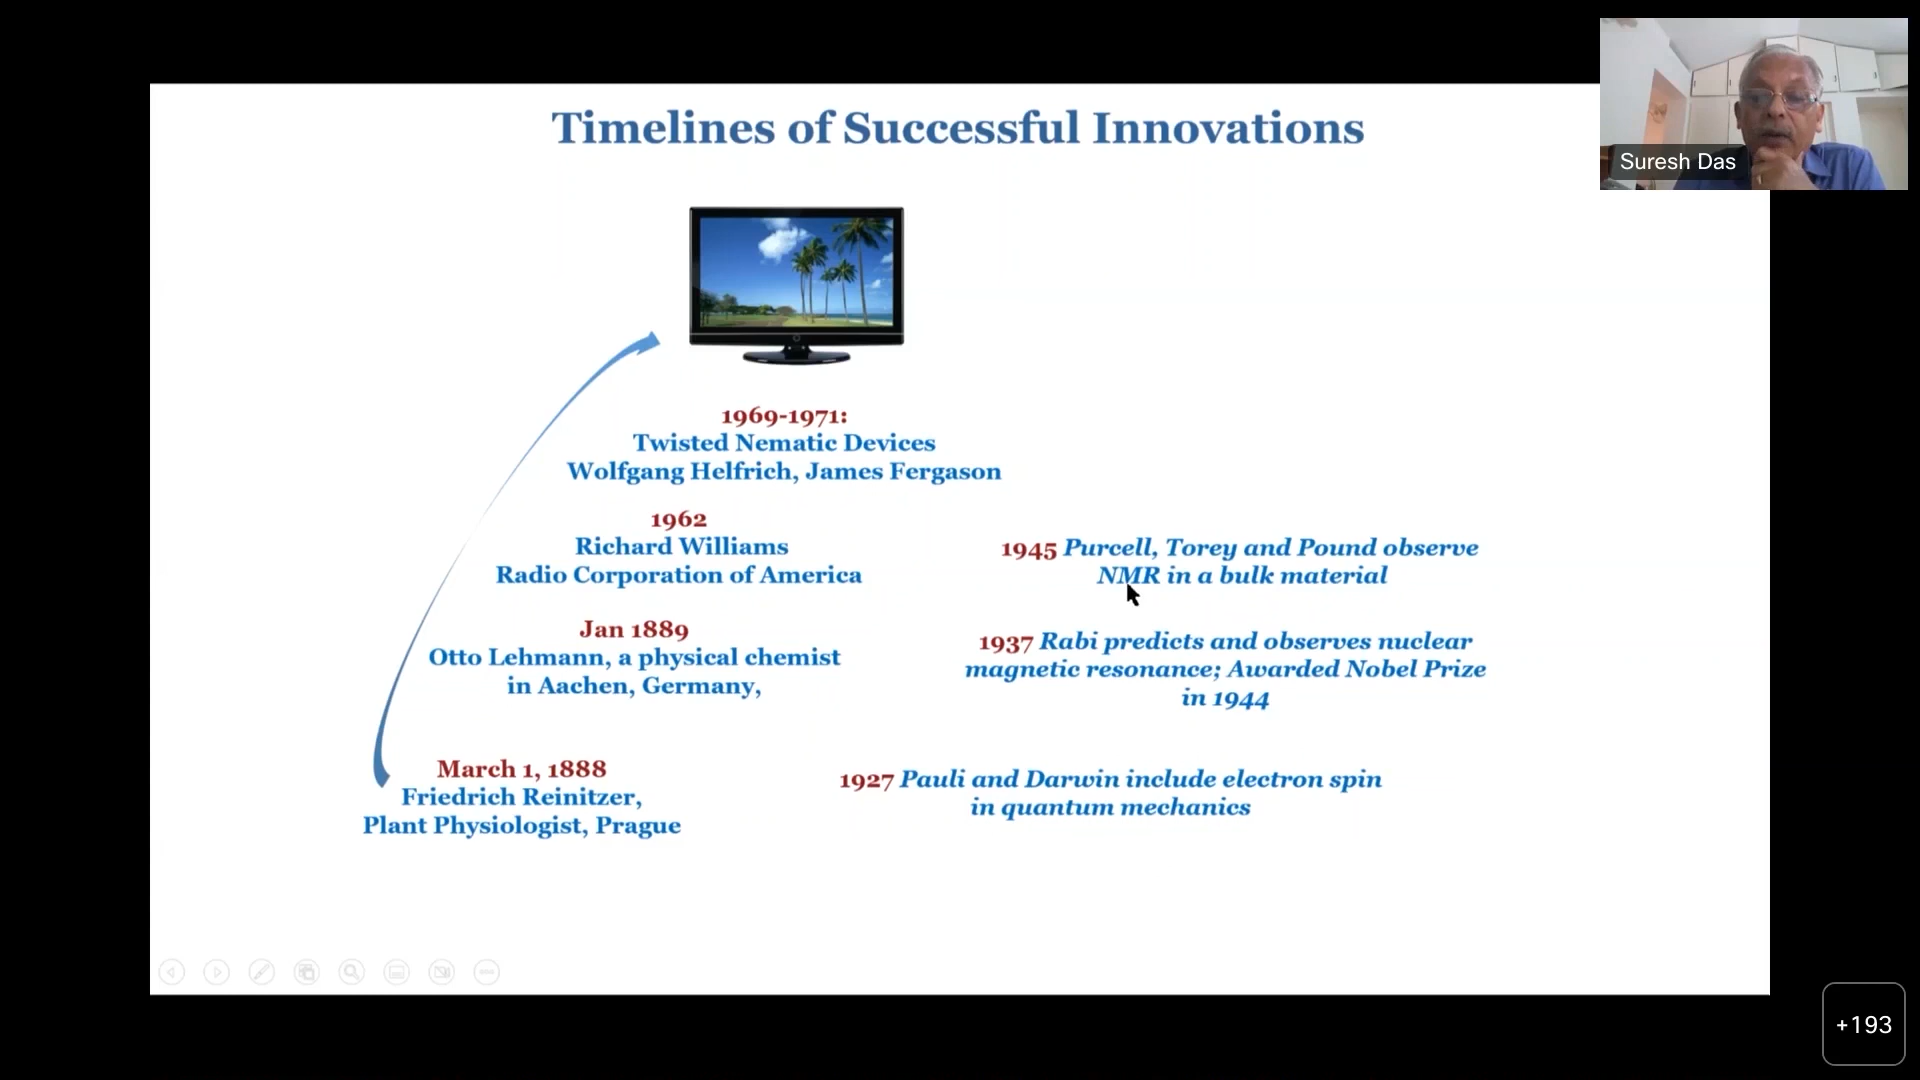 Timelines of Successful Innovations
Suresh Das
1969-1971:
Twisted Nematic Devices
Wolfgang Helfrich, James Fergason
1962
Richard Williams
Radio Corporation of America
Jan 1889
Otto Lehmann, a physical chemist
in Aachen, Germany,
March 1, 1888
Friedrich Reinitzer,
Plant Physiologist, Prague
1945 Purcell, Torey and Pound observe
NMR in a bulk material
1937 Rabi predicts and observes nuclear
magnetic resonance; Awarded Nobel Prize
in 1944
1927 Pauli and Darwin include electron spin
in quantum mechanics
+193